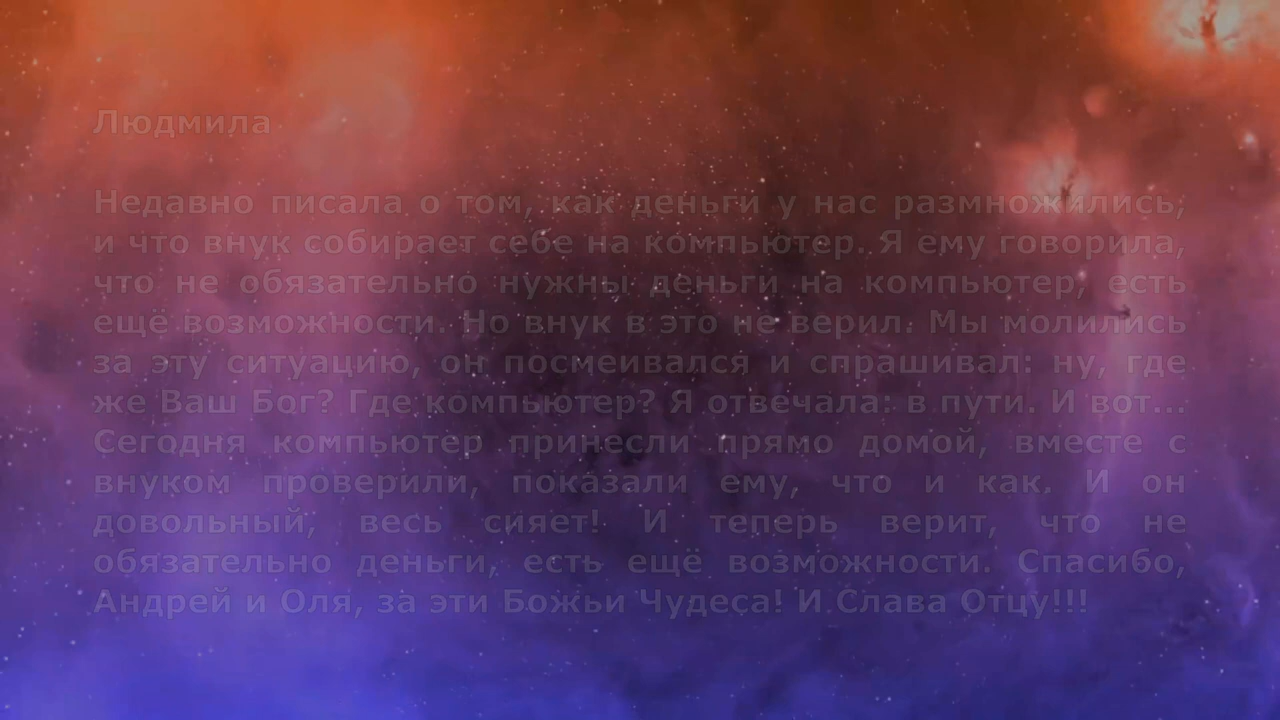 Людмила
Недавно писала о том, как деньги у нас размножились,
и что внук собирает себе на компьютер. Я ему говорила,
что не обязательно нужны деньги на компьютер, есть
ещё возможности. Но внук в это не верил. Мы молились
за эту ситуацию, он посмеивался и спрашивал: ну, где
же Ваш Бог? Где компьютер? Я отвечала: в пути. И вот...
Сегодня компьютер принесли прямо домой, вместе с
внуком проверили, показали ему, что и как. И он
довольный, весь сияет! И теперь верит, что не
обязательно деньги, есть ещё возможности. Спасибо,
Андрей и Оля, за эти Божьи Чудеса! И Слава Отцу!!!